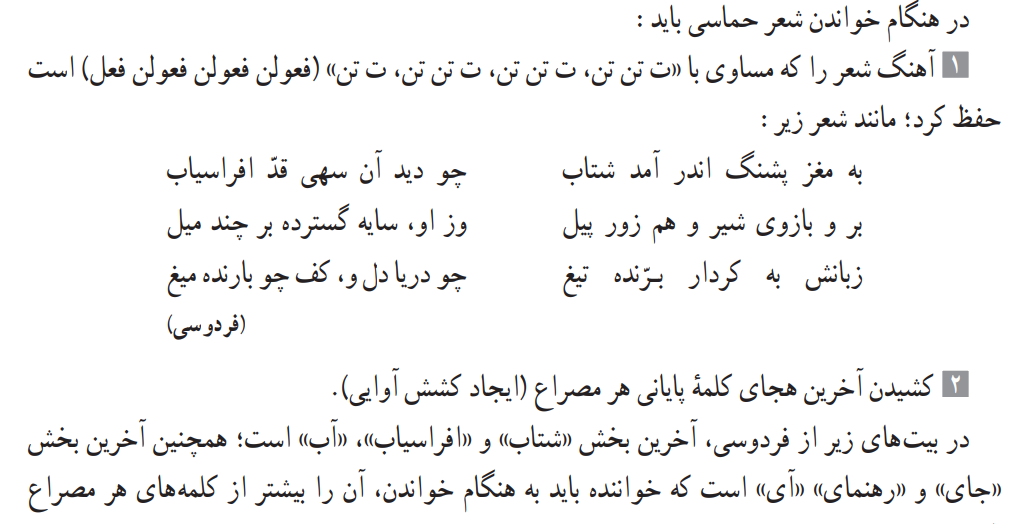 در هنگام خواندن شعر حماسی باید :
۱ آهنگ شعر را که مساوی با «ت تن تن، ت تن تن، ت تن تن، ت تن» (فعولن فعولن فعولن فعل) است
حفظ کرد؛ مانند شعر زیر :
به مغز پشنگ اندر آمد شتاب چو دید آن سهی قدّ افراسیاب
بر و بازوی شیر و هم زور پیل وز او، سایه گسترده بر چند میل
زبانش به کردار بـرّنده تیغ چو دریا دل و، کف چو بارنده میغ
(فردوسی)
۲ کشیدن آخرین هجای کلمهٔ پایانی هر مصراع (ایجاد کشش آوایی).
در بیت‌های زیر از فردوسی، آخرین بخش «شتاب» و «افراسیاب»، «آب» است؛ همچنین آخرین بخش
«جای» و «رهنمای» «آی» است که خواننده باید به هنگام خواندن، آن را بیشتر از کلمه‌های هر مصراع